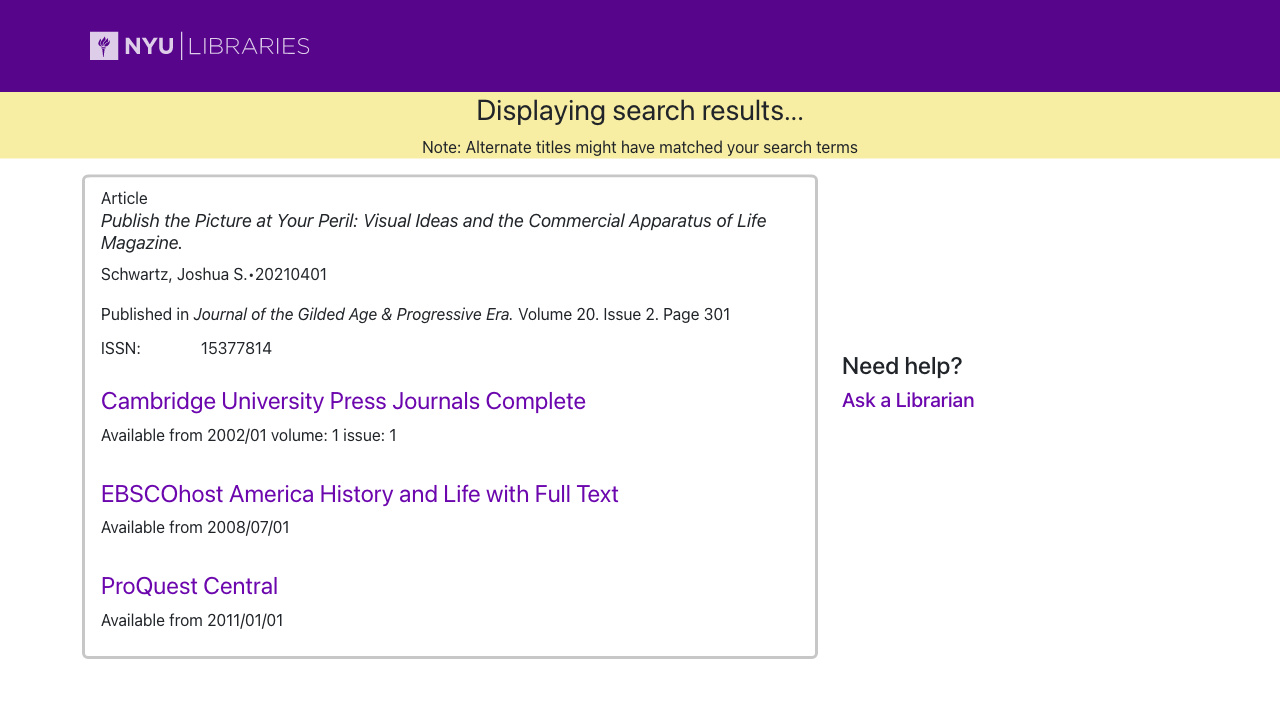 NYU LIBRARIES
Displaying search results...
Note: Alternate titles might have matched your search terms
Article
Publish the Picture at Your Peril: Visual Ideas and the Commercial Apparatus of Life
Magazine.
Schwartz, Joshua S.•20210401
Published in Journal of the Gilded Age & Progressive Era. Volume 20. Issue 2. Page 301
ISSN: 15377814
Cambridge University Press Journals Complete
Available from 2002/01 volume: 1 issue: 1
EBSCOhost America History and Life with Full Text
Available from 2008/07/01
ProQuest Central
Available from 2011/01/01
Need help?
Ask a Librarian